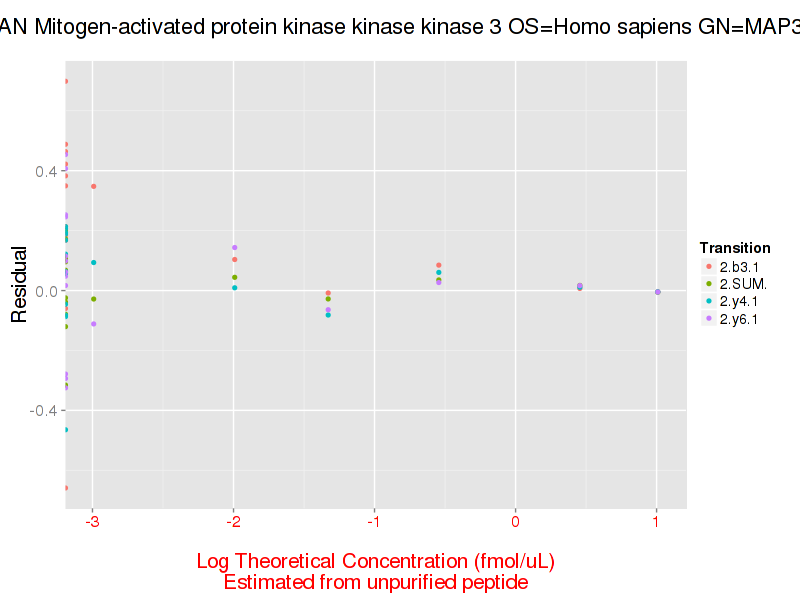 AN Mitogen-activated protein kinase kinase kinase 3 OS=Homo sapiens GN=MAP3
Residual
0.4
0.0
-0.4
-3
-2
-1
0
1
Log Theoretical Concentration (fmol/uL)
Estimated from unpurified peptide
Transition
2.b3.1
2.SUM.
2.y4.1
2.y6.1